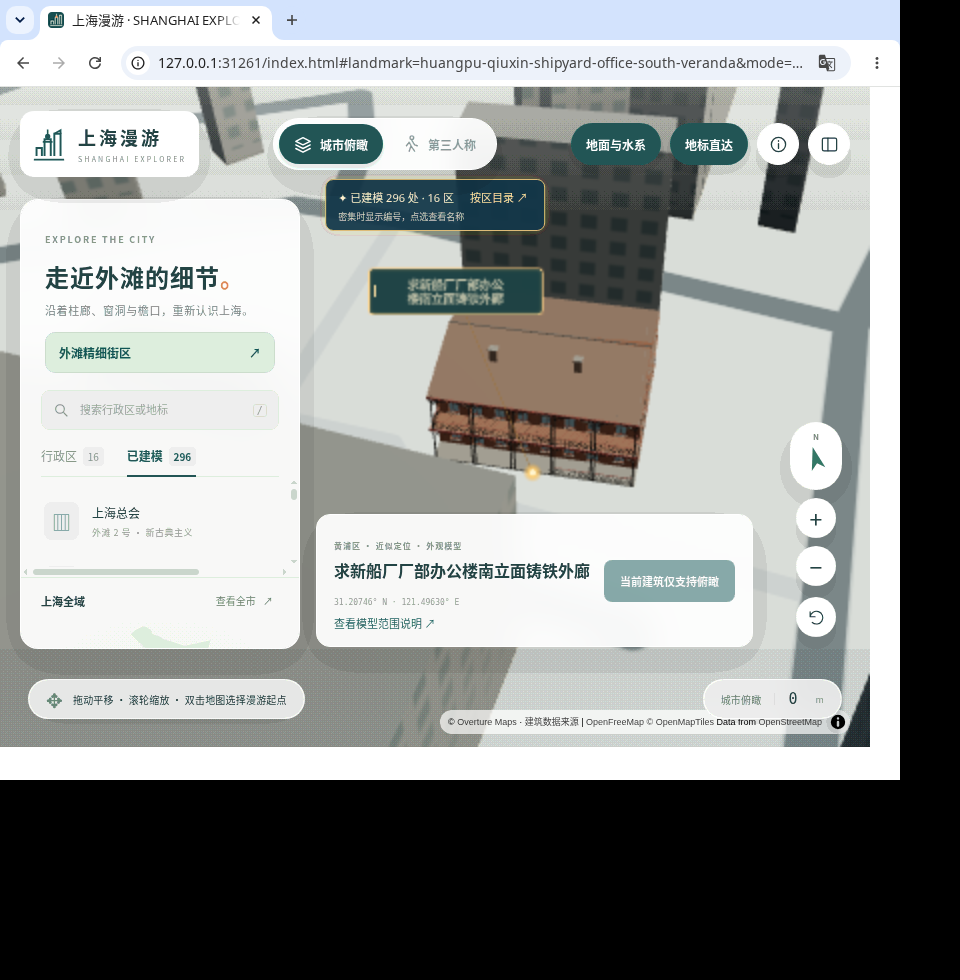 上海漫游 · SHANGHAI EXPLO
127.0.0.1:31261/index.html#landmark=huangpu-qiuxin-shipyard-office-south-veranda&mode=...
上海漫游
SHANGHAI EXPLORER
城市俯瞰
第三人称
地面与水系
地标直达
✦ 已建模 296 处 · 16 区 按区目录 ↗
密集时显示编号，点选查看名称
EXPLORE THE CITY
走近外滩的细节。
沿着柱廊、窗洞与檐口，重新认识上海。
外滩精细街区 ↗
搜索行政区或地标 /
行政区 16 已建模 296
上海总会
外滩 2 号 · 新古典主义
上海全域 查看全市 ↗
求新船厂厂部办公
楼南立面铸铁外廊
N
黄浦区 · 近似定位 · 外观模型
求新船厂厂部办公楼南立面铸铁外廊
当前建筑仅支持俯瞰
31.20746° N · 121.49630° E
查看模型范围说明 ↗
拖动平移 · 滚轮缩放 · 双击地图选择漫游起点
城市俯瞰 0 m
© Overture Maps · 建筑数据来源 | OpenFreeMap © OpenMapTiles Data from OpenStreetMap